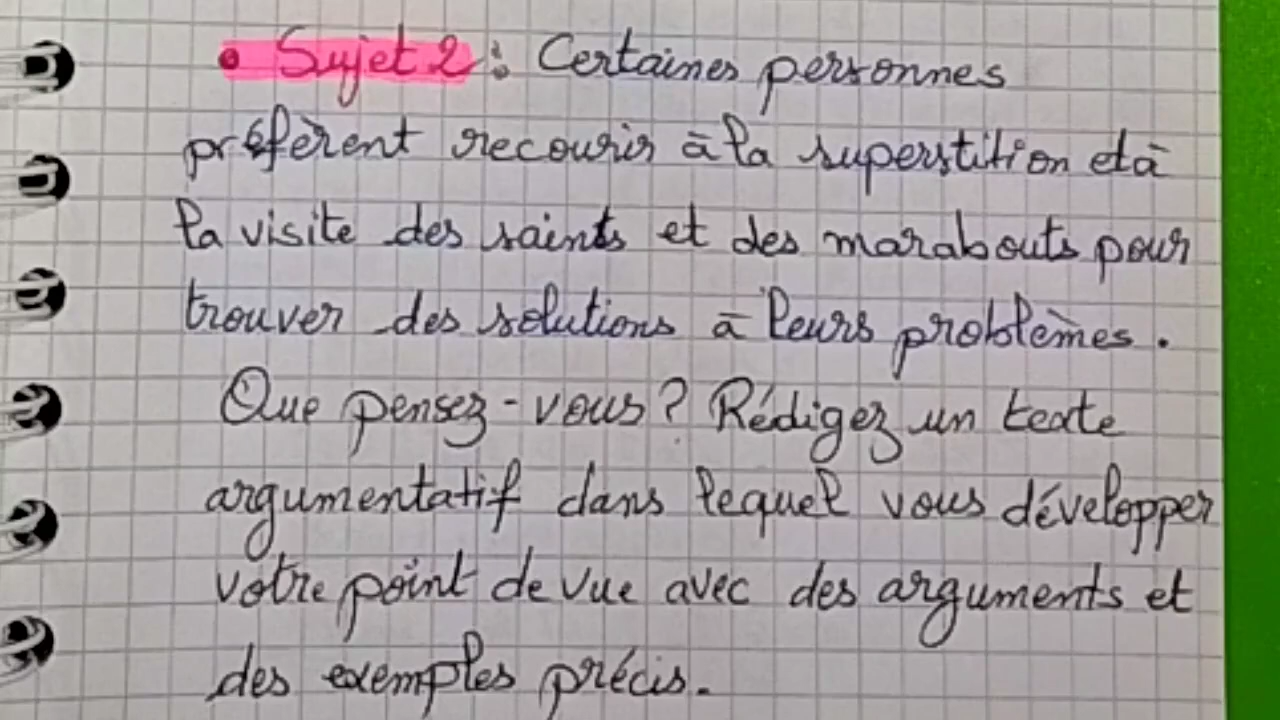 • Sujet 2 : Certaines personnes
préfèrent recourir à la superstition et à
la visite des saints et des marabouts pour
trouver des solutions à leurs problèmes.
Que pensez-vous ? Rédigez un texte
argumentatif dans lequel vous développer
votre point de vue avec des arguments et
des exemples précis.